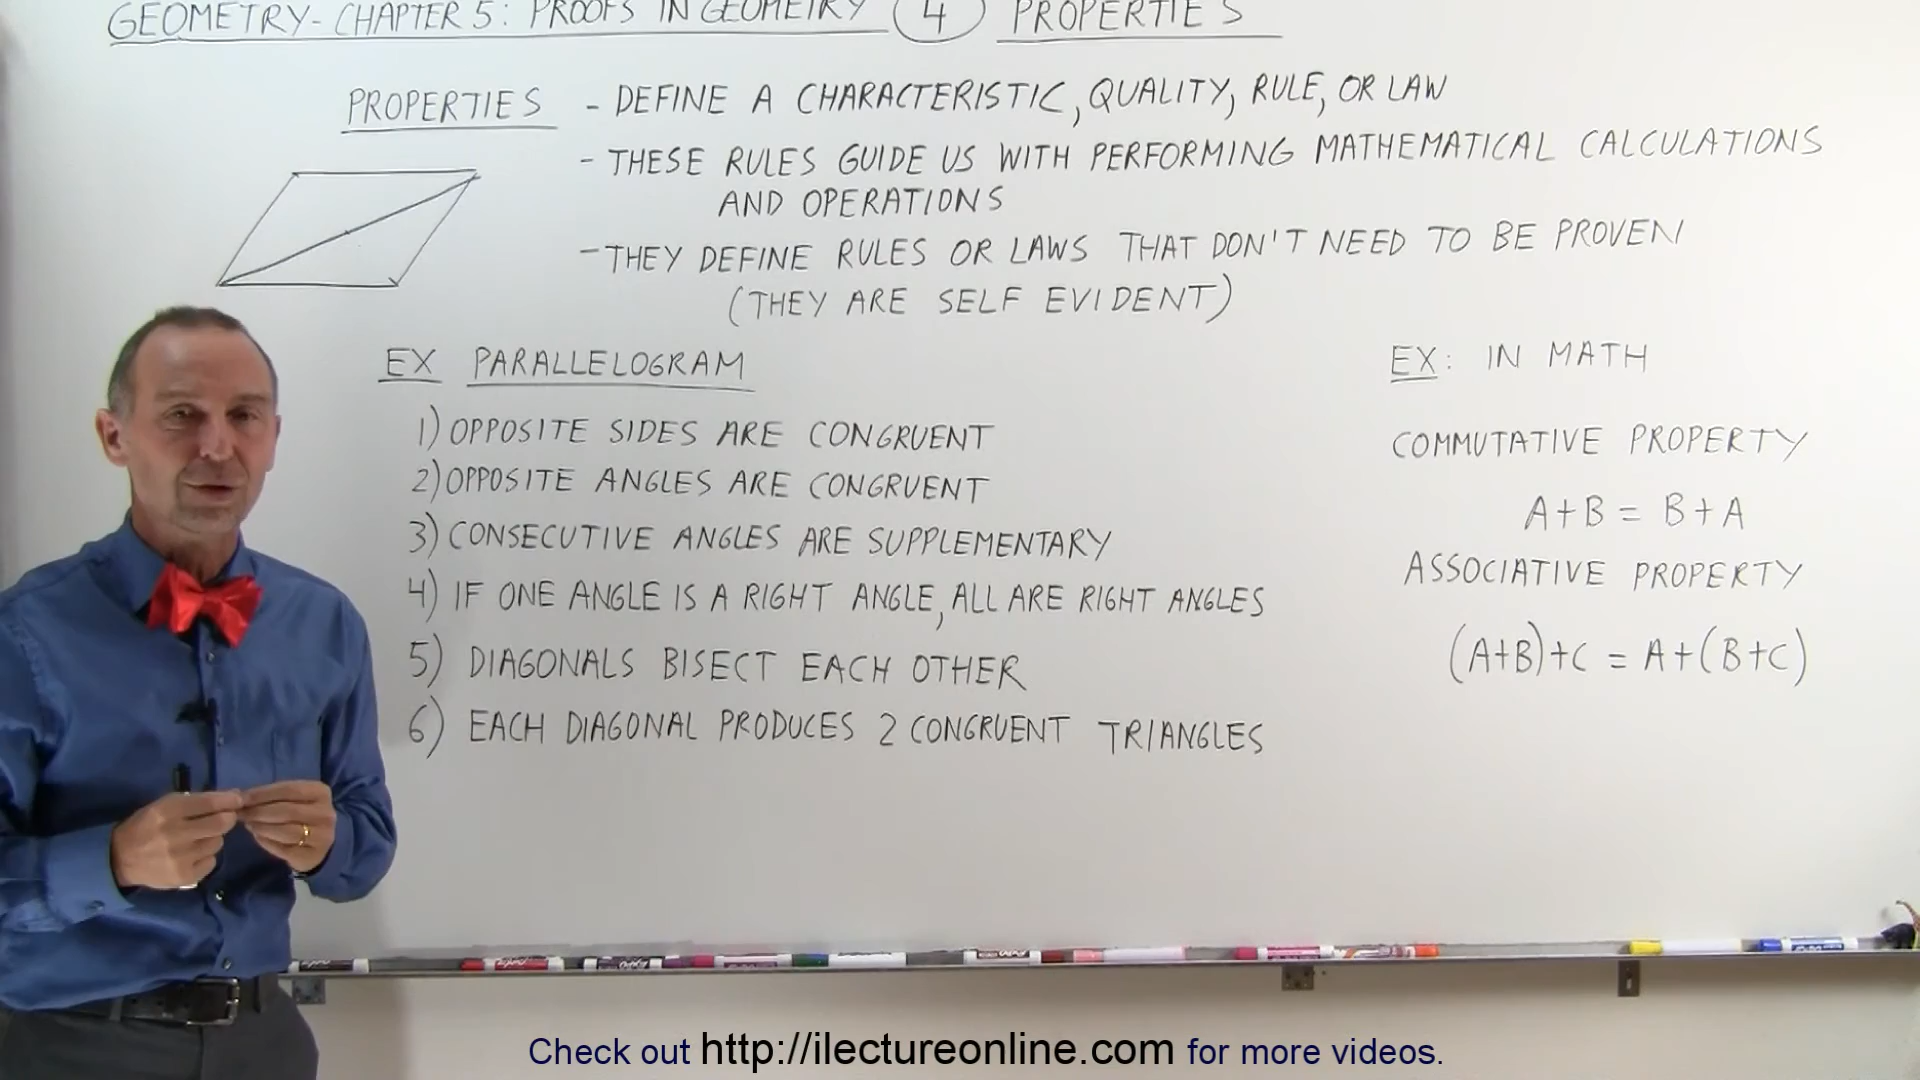 GEOMETRY - CHAPTER 5: PROOFS IN GEOMETRY 4 PROPERTIES
PROPERTIES - DEFINE A CHARACTERISTIC, QUALITY, RULE, OR LAW
- THESE RULES GUIDE US WITH PERFORMING MATHEMATICAL CALCULATIONS
AND OPERATIONS
- THEY DEFINE RULES OR LAWS THAT DON'T NEED TO BE PROVEN
(THEY ARE SELF EVIDENT)
EX PARALLELOGRAM
1) OPPOSITE SIDES ARE CONGRUENT
2) OPPOSITE ANGLES ARE CONGRUENT
3) CONSECUTIVE ANGLES ARE SUPPLEMENTARY
4) IF ONE ANGLE IS A RIGHT ANGLE, ALL ARE RIGHT ANGLES
5) DIAGONALS BISECT EACH OTHER
6) EACH DIAGONAL PRODUCES 2 CONGRUENT TRIANGLES
EX: IN MATH
COMMUTATIVE PROPERTY
A+B = B+A
ASSOCIATIVE PROPERTY
(A+B)+C = A+(B+C)
Check out http://ilectureonline.com for more videos.